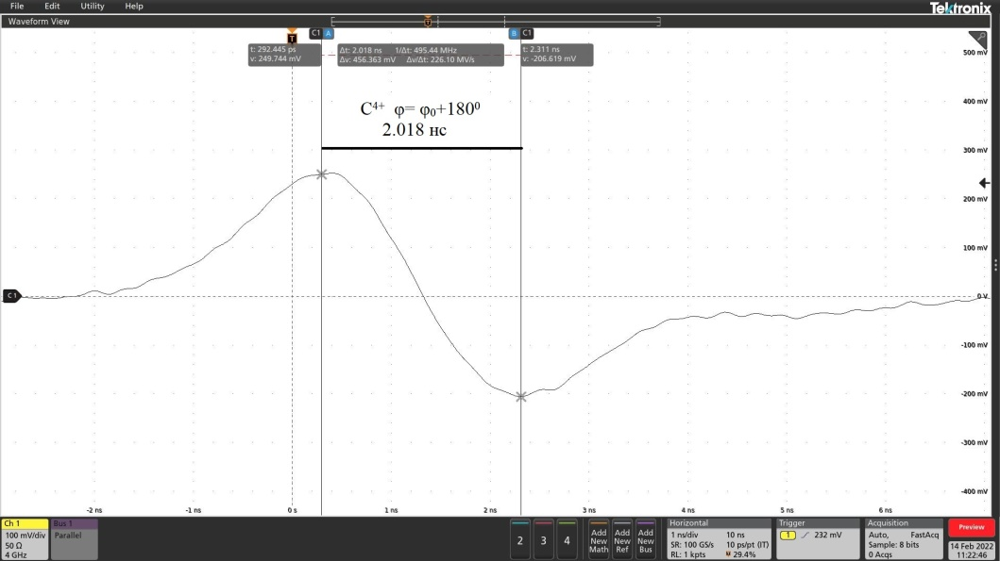 File Edit Utility Help
Tektronix
Waveform View
C1 A
B C1
T
t: 292.445 ps
v: 249.744 mV
Δt: 2.018 ns 1/Δt: 495.44 MHz
Δv: 456.363 mV Δv/Δt: 226.10 MV/s
t: 2.311 ns
v: -206.619 mV
C⁴⁺ φ= φ₀+180⁰
2.018 нс
500 mV
400 mV
300 mV
200 mV
100 mV
C 1
0 V
-100 mV
-200 mV
-300 mV
-400 mV
-2 ns -1 ns 0 s 1 ns 2 ns 3 ns 4 ns 5 ns 6 ns
Ch 1
100 mV/div
50 Ω
4 GHz
Bus 1
Parallel
2 3 4
Add New Math
Add New Ref
Add New Bus
Horizontal
1 ns/div 10 ns
SR: 100 GS/s 10 ps/pt (IT)
RL: 1 kpts 29.4%
Trigger
1 232 mV
Acquisition
Auto, FastAcq
Sample: 8 bits
0 Acqs
Preview
14 Feb 2022
11:22:46